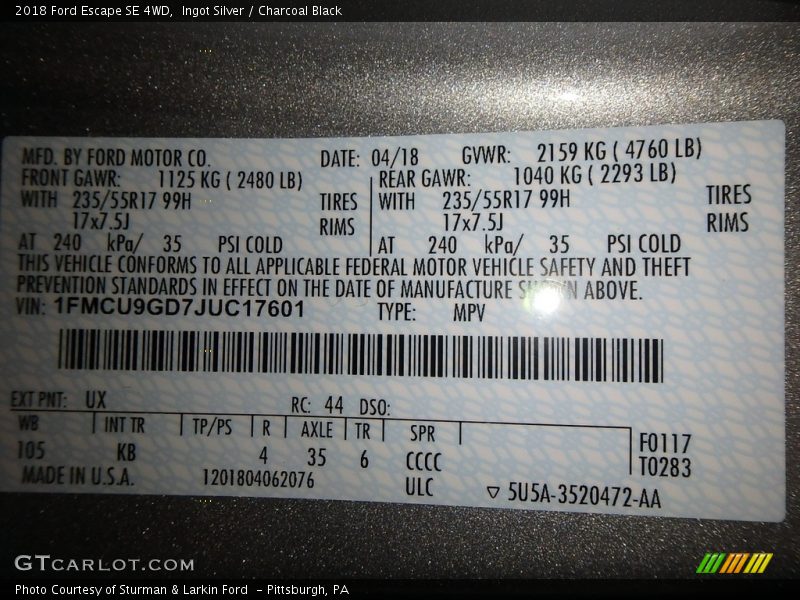 2018 Ford Escape SE 4WD,  Ingot Silver / Charcoal Black
MFD. BY FORD MOTOR CO. DATE: 04/18 GVWR: 2159 KG ( 4760 LB)
FRONT GAWR: 1125 KG ( 2480 LB) REAR GAWR: 1040 KG ( 2293 LB)
WITH 235/55R17 99H TIRES WITH 235/55R17 99H TIRES
17x7.5J RIMS 17x7.5J RIMS
AT 240 kPa/ 35 PSI COLD AT 240 kPa/ 35 PSI COLD
THIS VEHICLE CONFORMS TO ALL APPLICABLE FEDERAL MOTOR VEHICLE SAFETY AND THEFT
PREVENTION STANDARDS IN EFFECT ON THE DATE OF MANUFACTURE SHOWN ABOVE.
VIN: 1FMCU9GD7JUC17601 TYPE: MPV
EXT PNT: UX RC: 44 DSO:
WB INT TR TP/PS R AXLE TR SPR
105 KB 4 35 6 CCCC
F0117
T0283
MADE IN U.S.A. 1201804062076 ULC ▽ 5U5A-3520472-AA
GTCARLOT.COM
Photo Courtesy of Sturman & Larkin Ford  - Pittsburgh, PA